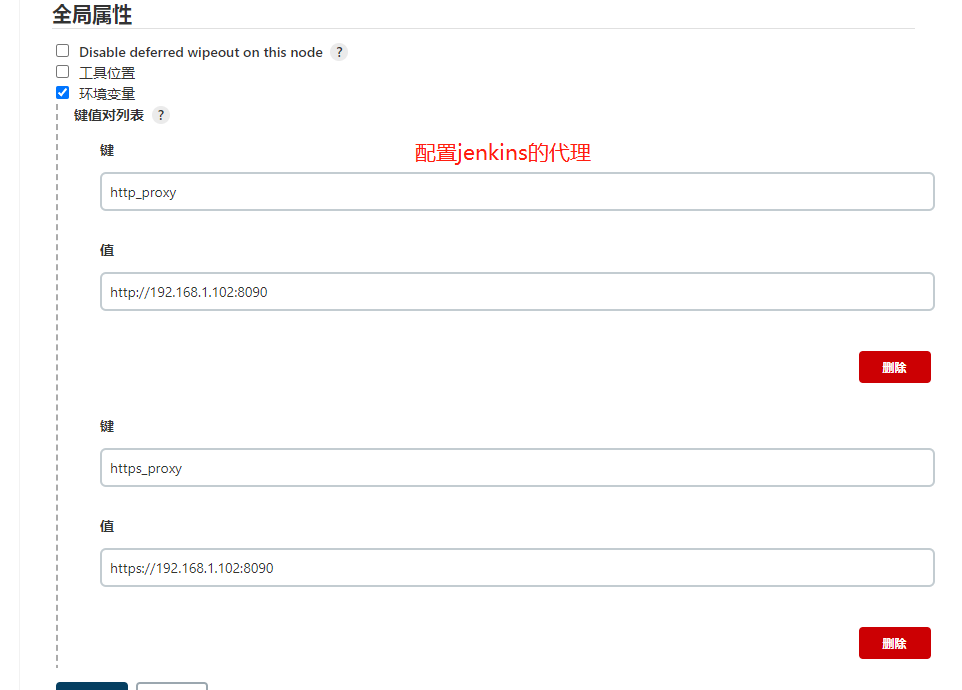 全局属性
Disable deferred wipeout on this node ?
工具位置
环境变量
键值对列表 ?
键
配置jenkins的代理
http_proxy
值
http://192.168.1.102:8090
删除
键
https_proxy
值
https://192.168.1.102:8090
删除